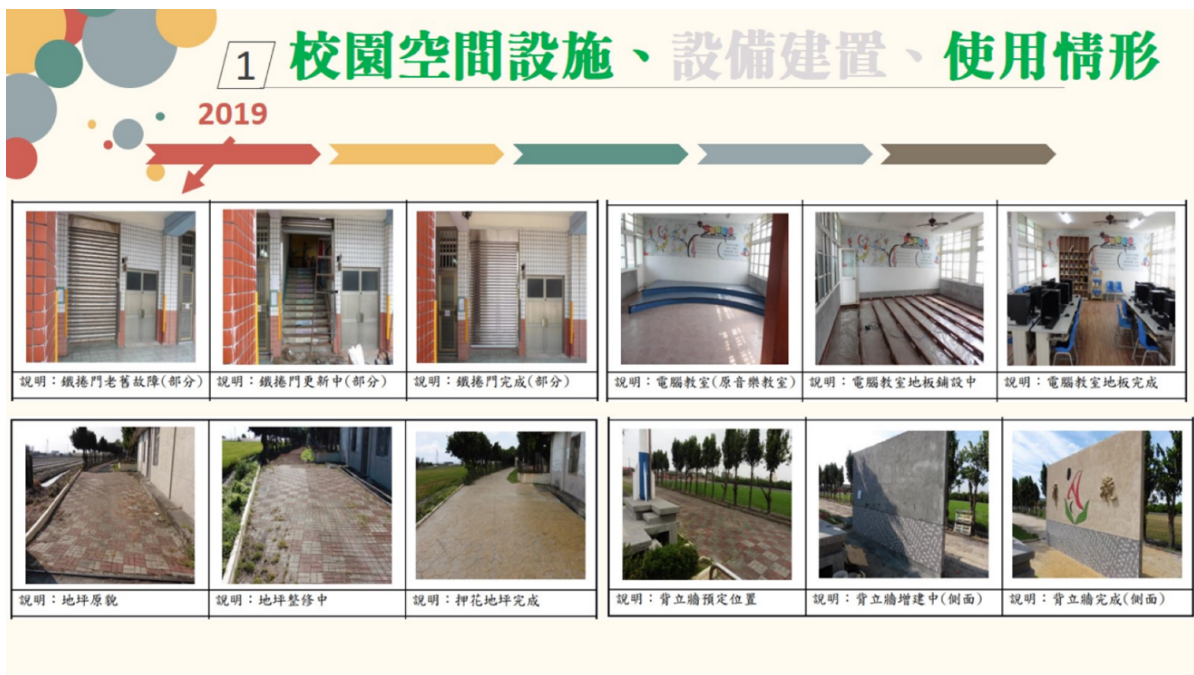 1 校園空間設施、設備建置、使用情形
2019
說明：鐵捲門老舊故障(部分)
說明：鐵捲門更新中(部分)
說明：鐵捲門完成(部分)
說明：電腦教室(原音樂教室)
說明：電腦教室地板鋪設中
說明：電腦教室地板完成
說明：地坪原貌
說明：地坪整修中
說明：押花地坪完成
說明：背立牆預定位置
說明：背立牆增建中(側面)
說明：背立牆完成(側面)